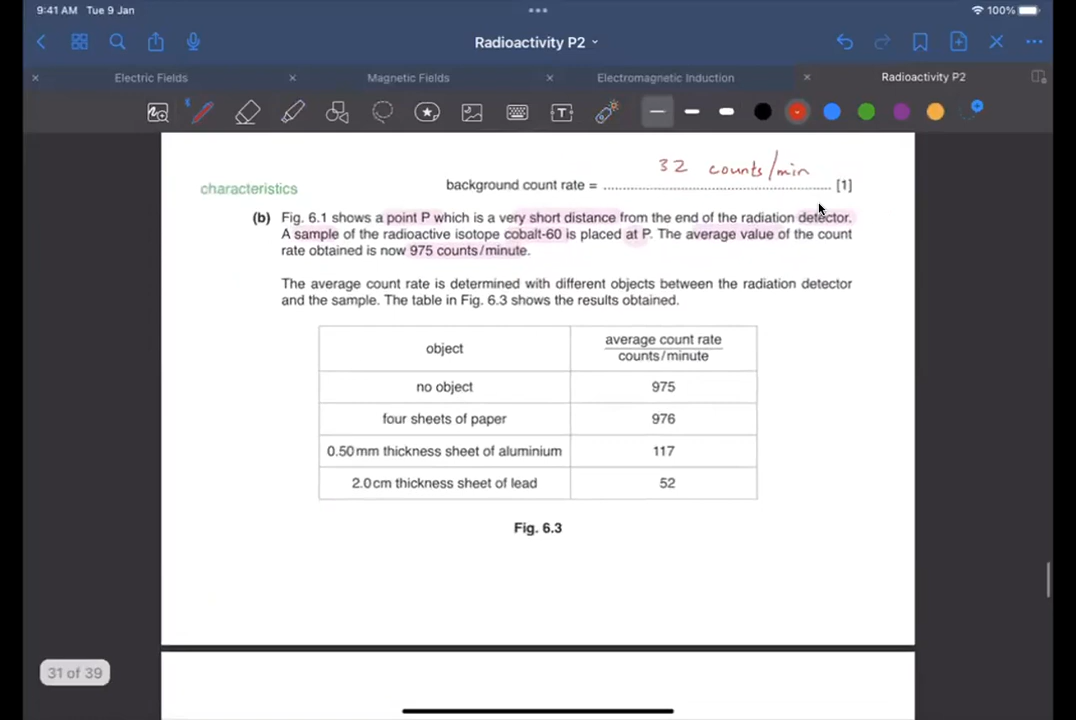 9:41 AM Tue 9 Jan
100%
Radioactivity P2
Electric Fields
Magnetic Fields
Electromagnetic Induction
Radioactivity P2
32 counts/min
characteristics
background count rate = ........................................................ [1]
(b) Fig. 6.1 shows a point P which is a very short distance from the end of the radiation detector.
A sample of the radioactive isotope cobalt-60 is placed at P. The average value of the count
rate obtained is now 975 counts/minute.
The average count rate is determined with different objects between the radiation detector
and the sample. The table in Fig. 6.3 shows the results obtained.
object
average count rate
counts/minute
no object 975
four sheets of paper 976
0.50 mm thickness sheet of aluminium 117
2.0 cm thickness sheet of lead 52
Fig. 6.3
31 of 39